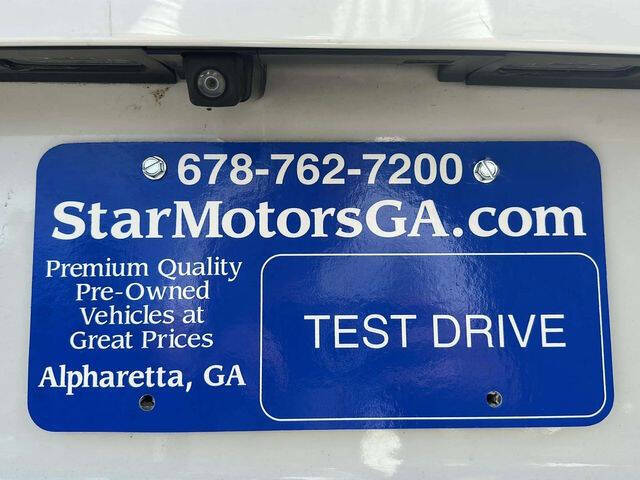 678-762-7200
StarMotorsGA.com
Premium Quality
Pre-Owned
Vehicles at
Great Prices
Alpharetta, GA
TEST DRIVE